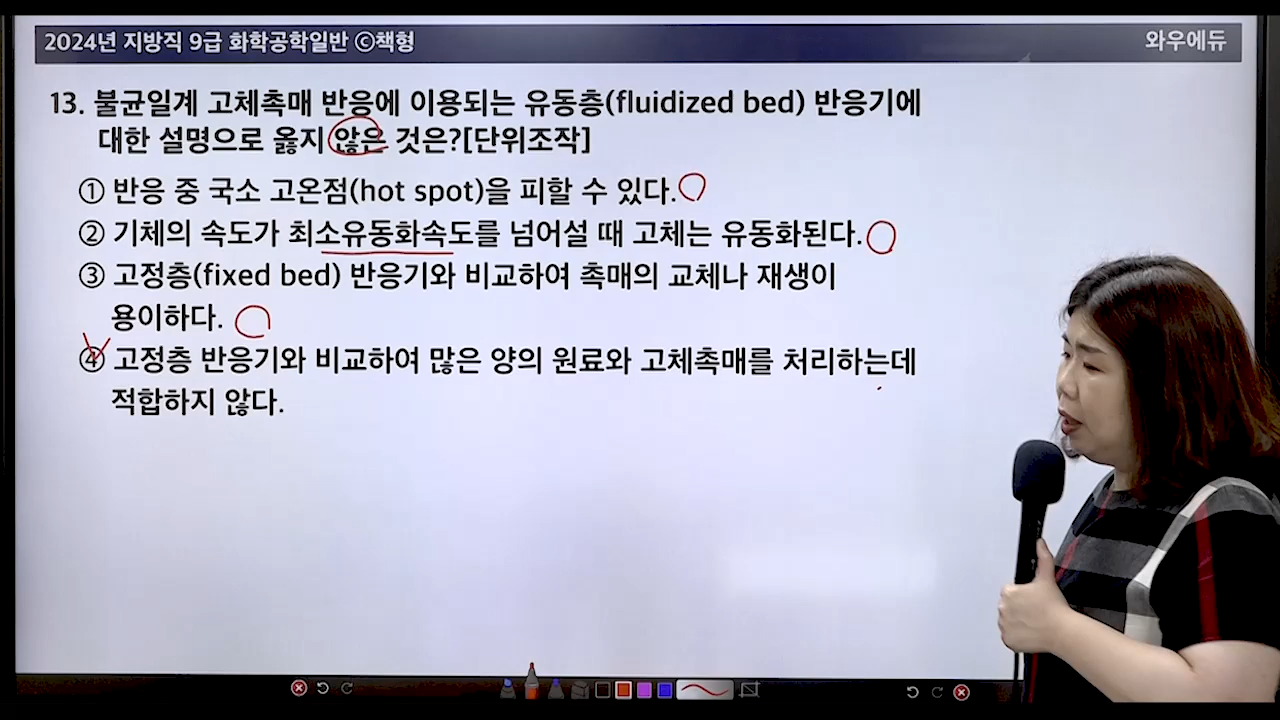 2024년 지방직 9급 화학공학일반 Ⓒ책형 와우에듀
13. 불균일계 고체촉매 반응에 이용되는 유동층(fluidized bed) 반응기에
대한 설명으로 옳지 않은 것은?[단위조작]
① 반응 중 국소 고온점(hot spot)을 피할 수 있다.
② 기체의 속도가 최소유동화속도를 넘어설 때 고체는 유동화된다.
③ 고정층(fixed bed) 반응기와 비교하여 촉매의 교체나 재생이
용이하다.
④ 고정층 반응기와 비교하여 많은 양의 원료와 고체촉매를 처리하는데
적합하지 않다.